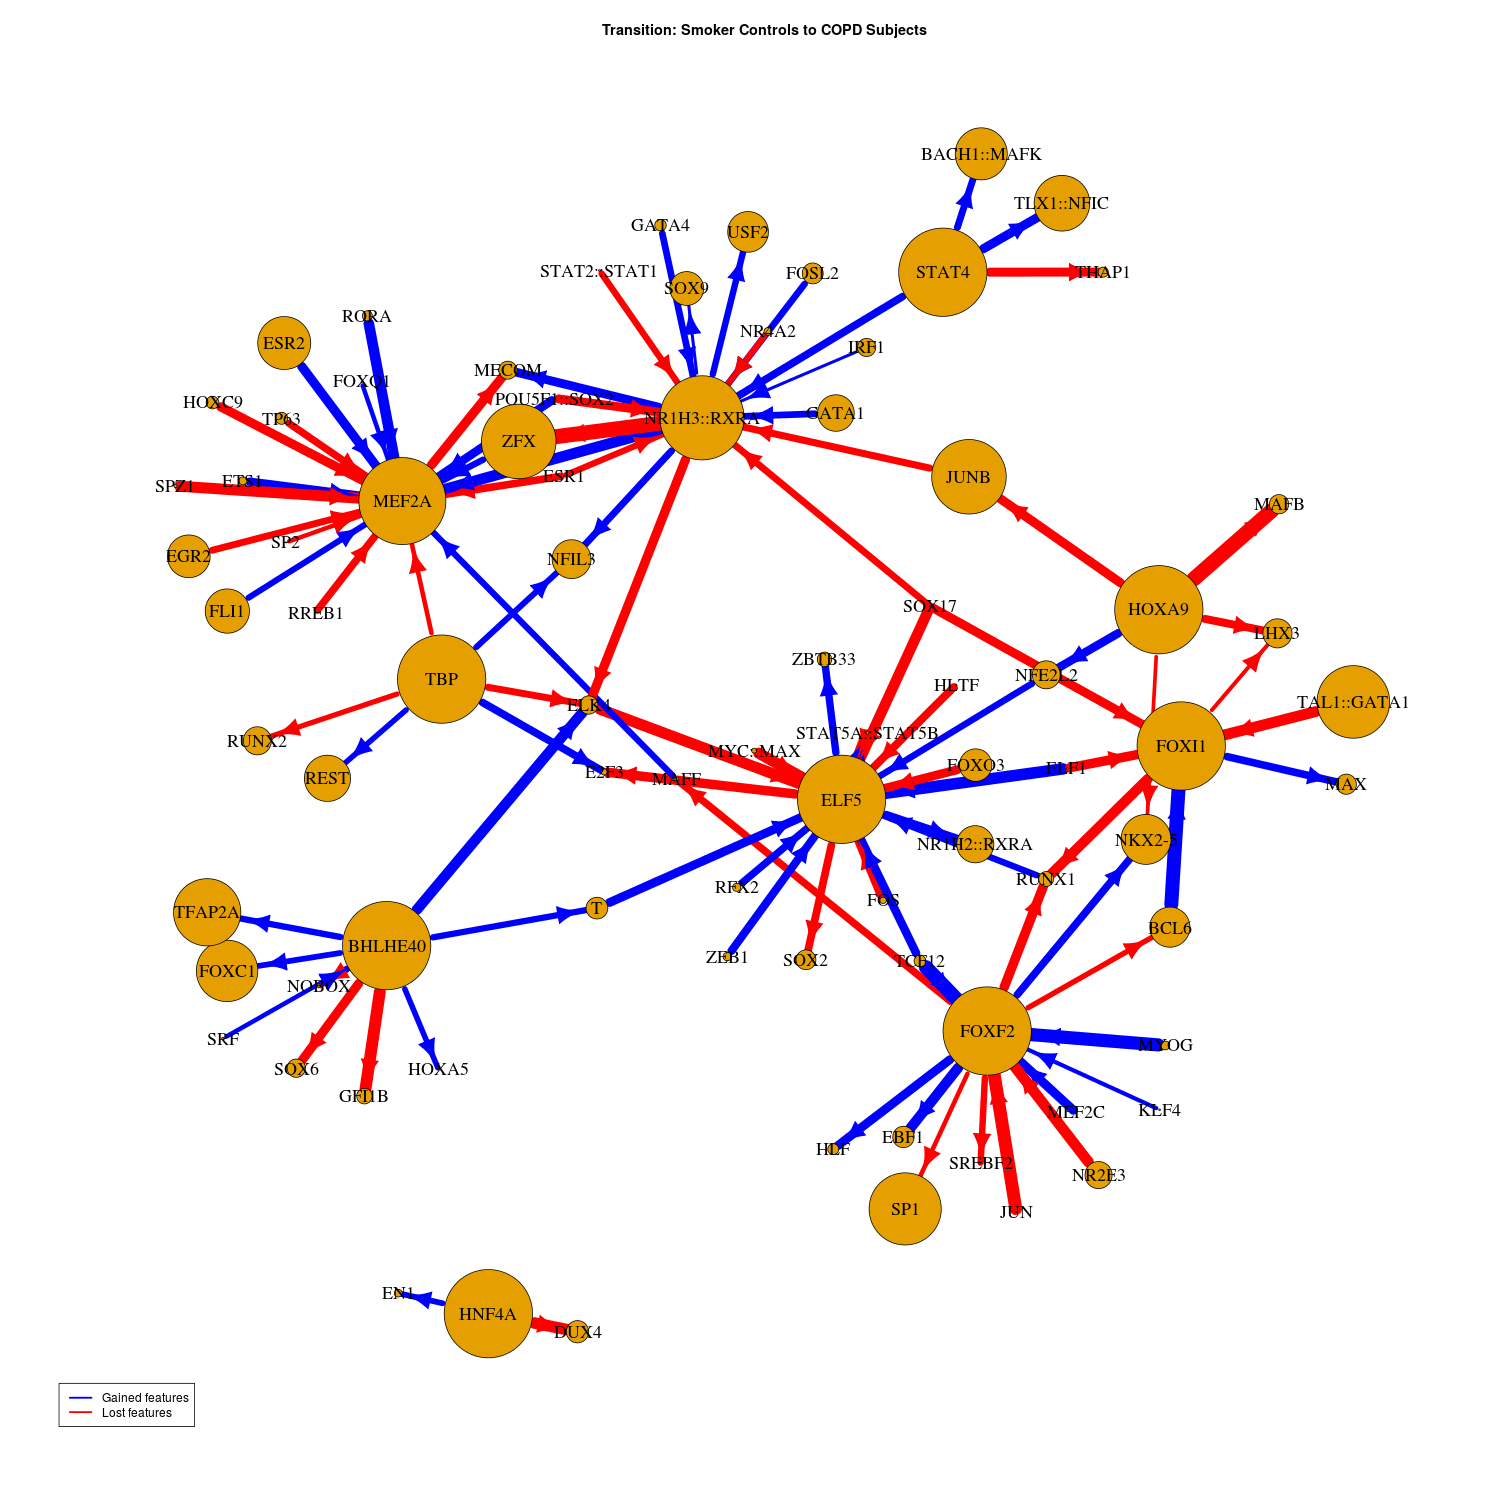 Transition: Smoker Controls to COPD Subjects
BACH1::MAFK
TLX1::NFIC
GATA4
USF2
STAT2::STAT1
FOSL2
STAT4
THAP1
SOX9
RORA
NR4A2
ESR2
IRF1
MECOM
FOXQ1
POU5F1::SOX2
HOXC9
TP63
NR1H3::RXRA
GATA1
ZFX
ESR1
JUNB
ETS1
SPZ1
MEF2A
MAFB
SP2
EGR2
NFIL3
FLI1
RREB1
SOX17
HOXA9
LHX3
ZBTB33
NFE2L2
TBP
HLTF
ELK4
TAL1::GATA1
STAT5A::STAT5B
RUNX2
MYC::MAX
FOXI1
FOXO3
ELF1
REST
E2F3
MAFF
MAX
ELF5
NR1H2::RXRA
NKX2-5
RFX2
RUNX1
FOS
T
TFAP2A
BCL6
BHLHE40
ZEB1
SOX2
TCF12
FOXC1
NOBOX
SRF
FOXF2
MYOG
SOX6
HOXA5
GFI1B
MEF2C
KLF4
HLF
EBF1
SREBF2
NR2E3
SP1
JUN
EN1
HNF4A
DUX4
Gained features
Lost features